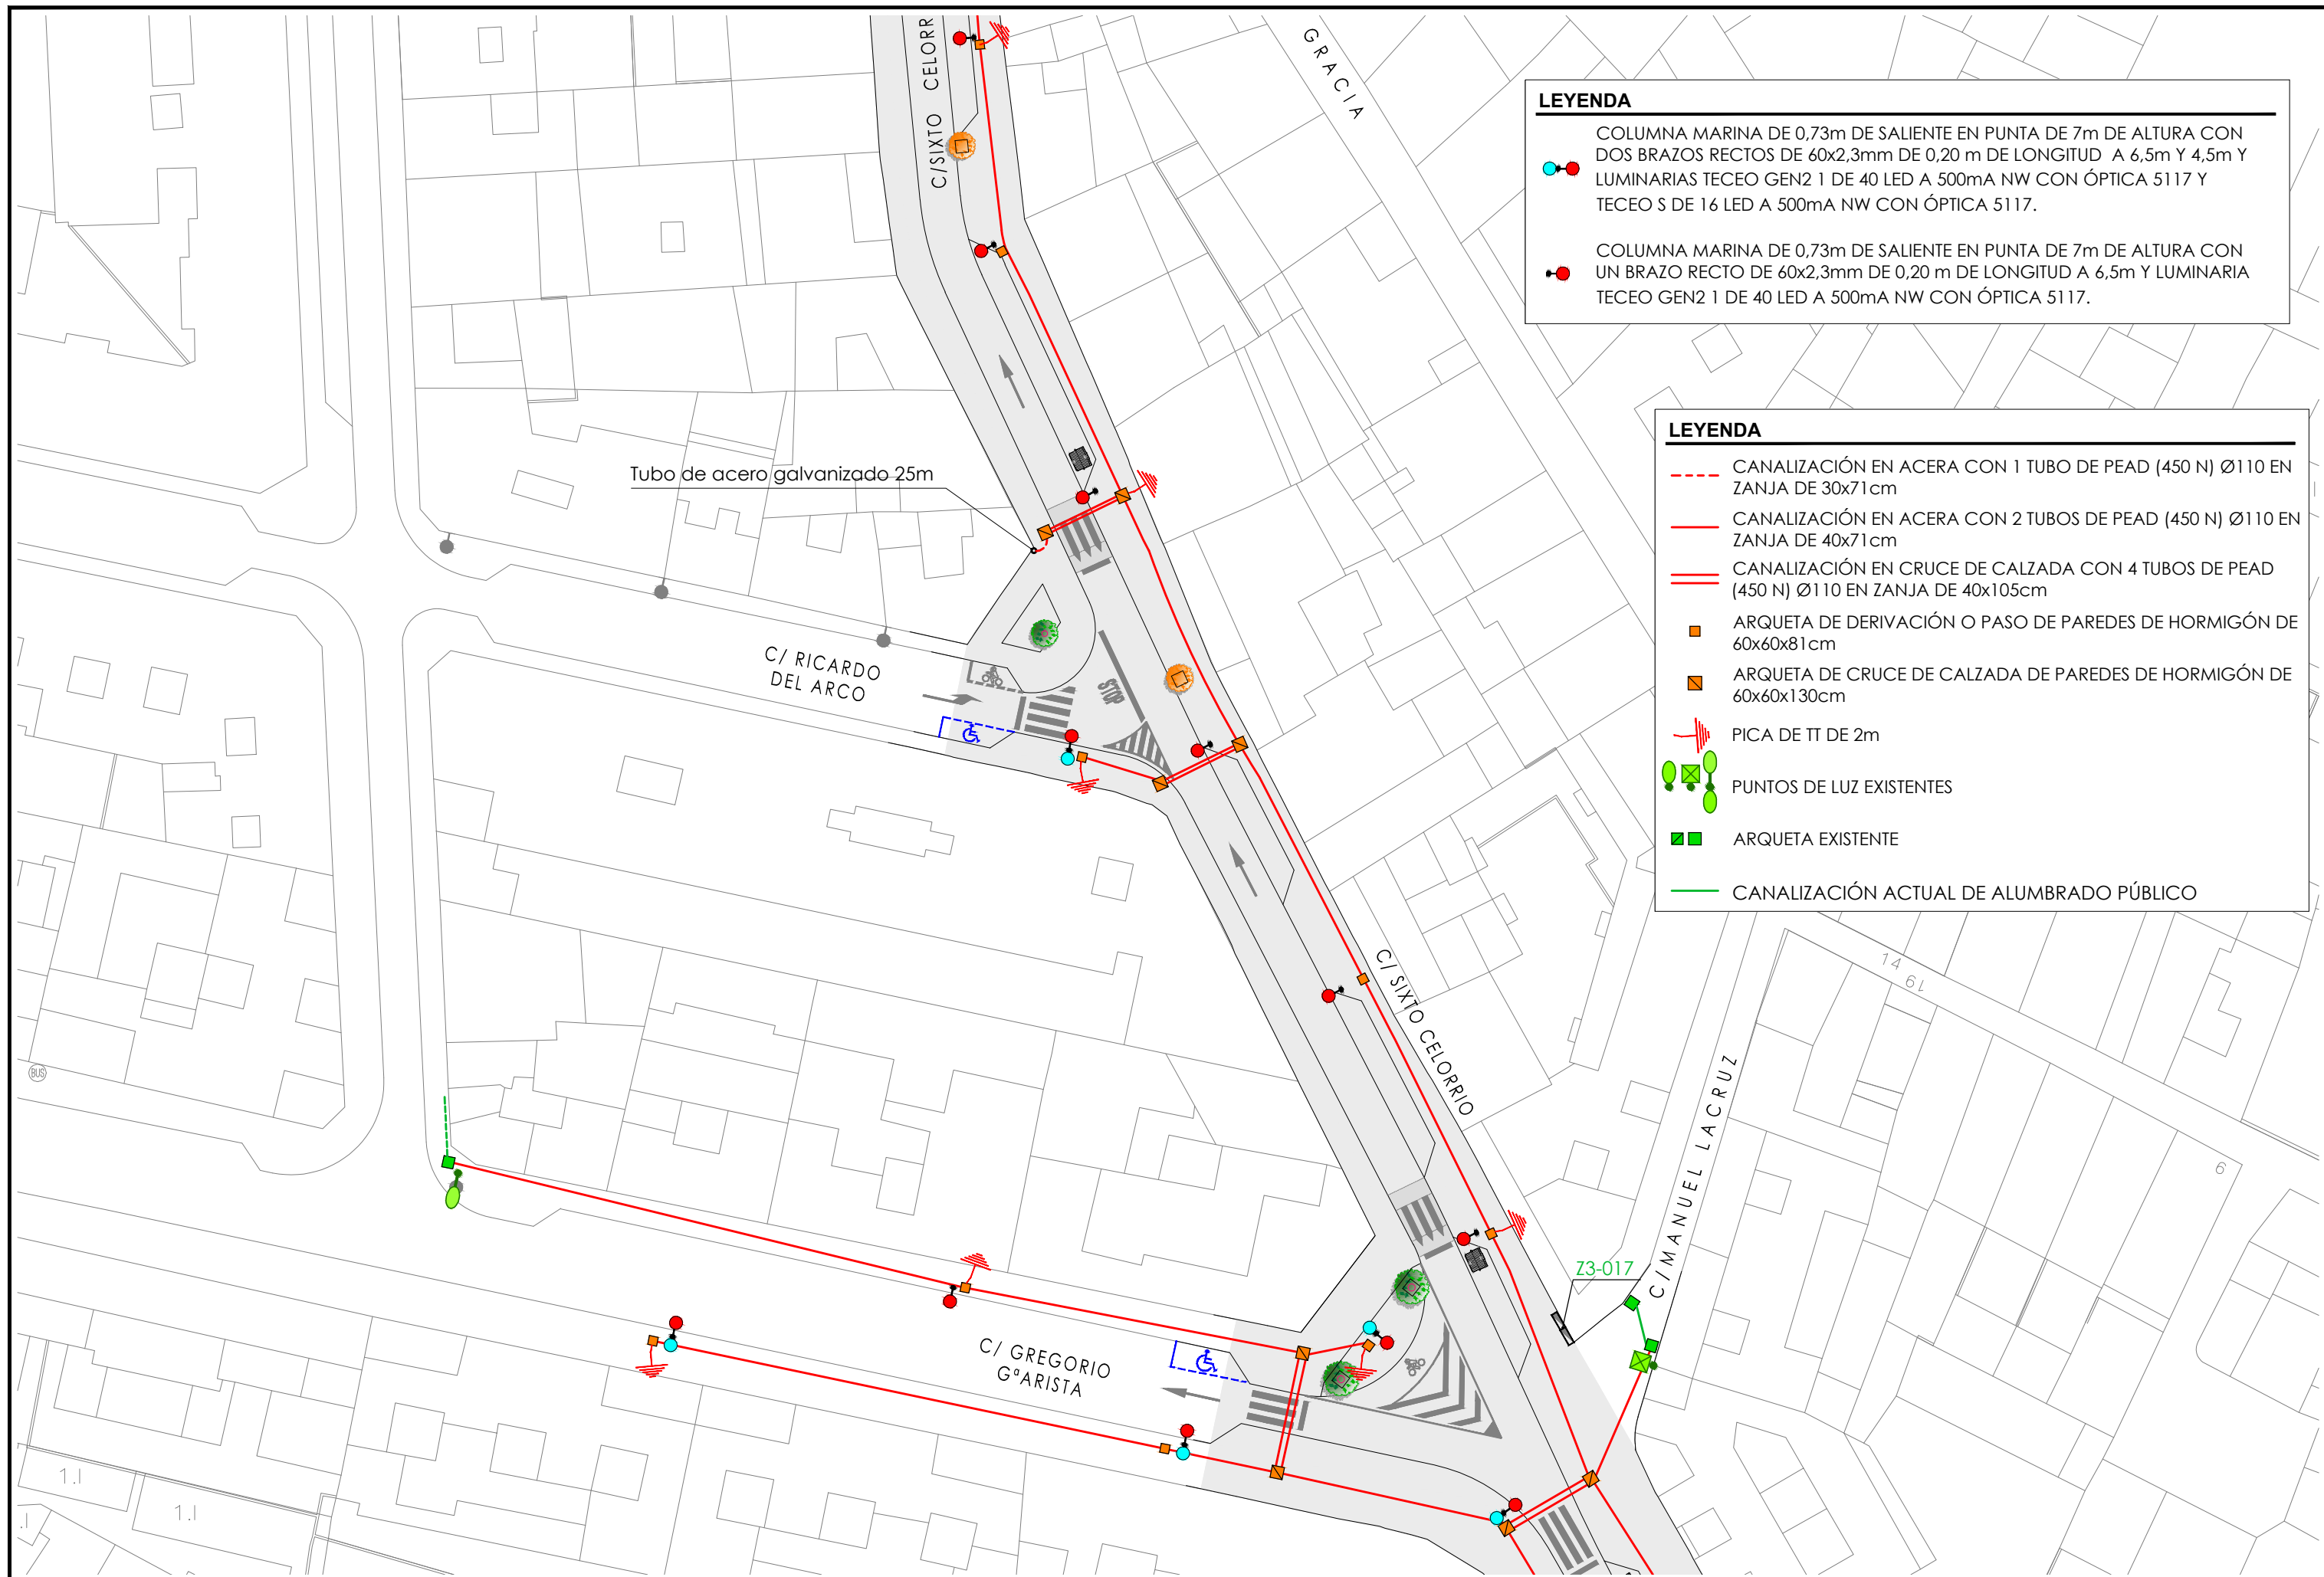 C/SIXTO CELORR
GRACIA
LEYENDA
COLUMNA MARINA DE 0,73m DE SALIENTE EN PUNTA DE 7m DE ALTURA CON
DOS BRAZOS RECTOS DE 60x2,3mm DE 0,20 m DE LONGITUD A 6,5m Y 4,5m Y
LUMINARIAS TECEO GEN2 1 DE 40 LED A 500mA NW CON ÓPTICA 5117 Y
TECEO S DE 16 LED A 500mA NW CON ÓPTICA 5117.
COLUMNA MARINA DE 0,73m DE SALIENTE EN PUNTA DE 7m DE ALTURA CON
UN BRAZO RECTO DE 60x2,3mm DE 0,20 m DE LONGITUD A 6,5m Y LUMINARIA
TECEO GEN2 1 DE 40 LED A 500mA NW CON ÓPTICA 5117.
LEYENDA
CANALIZACIÓN EN ACERA CON 1 TUBO DE PEAD (450 N) Ø110 EN
ZANJA DE 30x71cm
CANALIZACIÓN EN ACERA CON 2 TUBOS DE PEAD (450 N) Ø110 EN
ZANJA DE 40x71cm
CANALIZACIÓN EN CRUCE DE CALZADA CON 4 TUBOS DE PEAD
(450 N) Ø110 EN ZANJA DE 40x105cm
ARQUETA DE DERIVACIÓN O PASO DE PAREDES DE HORMIGÓN DE
60x60x81cm
ARQUETA DE CRUCE DE CALZADA DE PAREDES DE HORMIGÓN DE
60x60x130cm
PICA DE TT DE 2m
PUNTOS DE LUZ EXISTENTES
ARQUETA EXISTENTE
CANALIZACIÓN ACTUAL DE ALUMBRADO PÚBLICO
Tubo de acero galvanizado 25m
C/ RICARDO
DEL ARCO
STOP
C/ SIXTO CELORRIO
C/MANUEL LACRUZ
BUS
Z3-017
C/ GREGORIO
GªARISTA
14
6
1.I
1.I